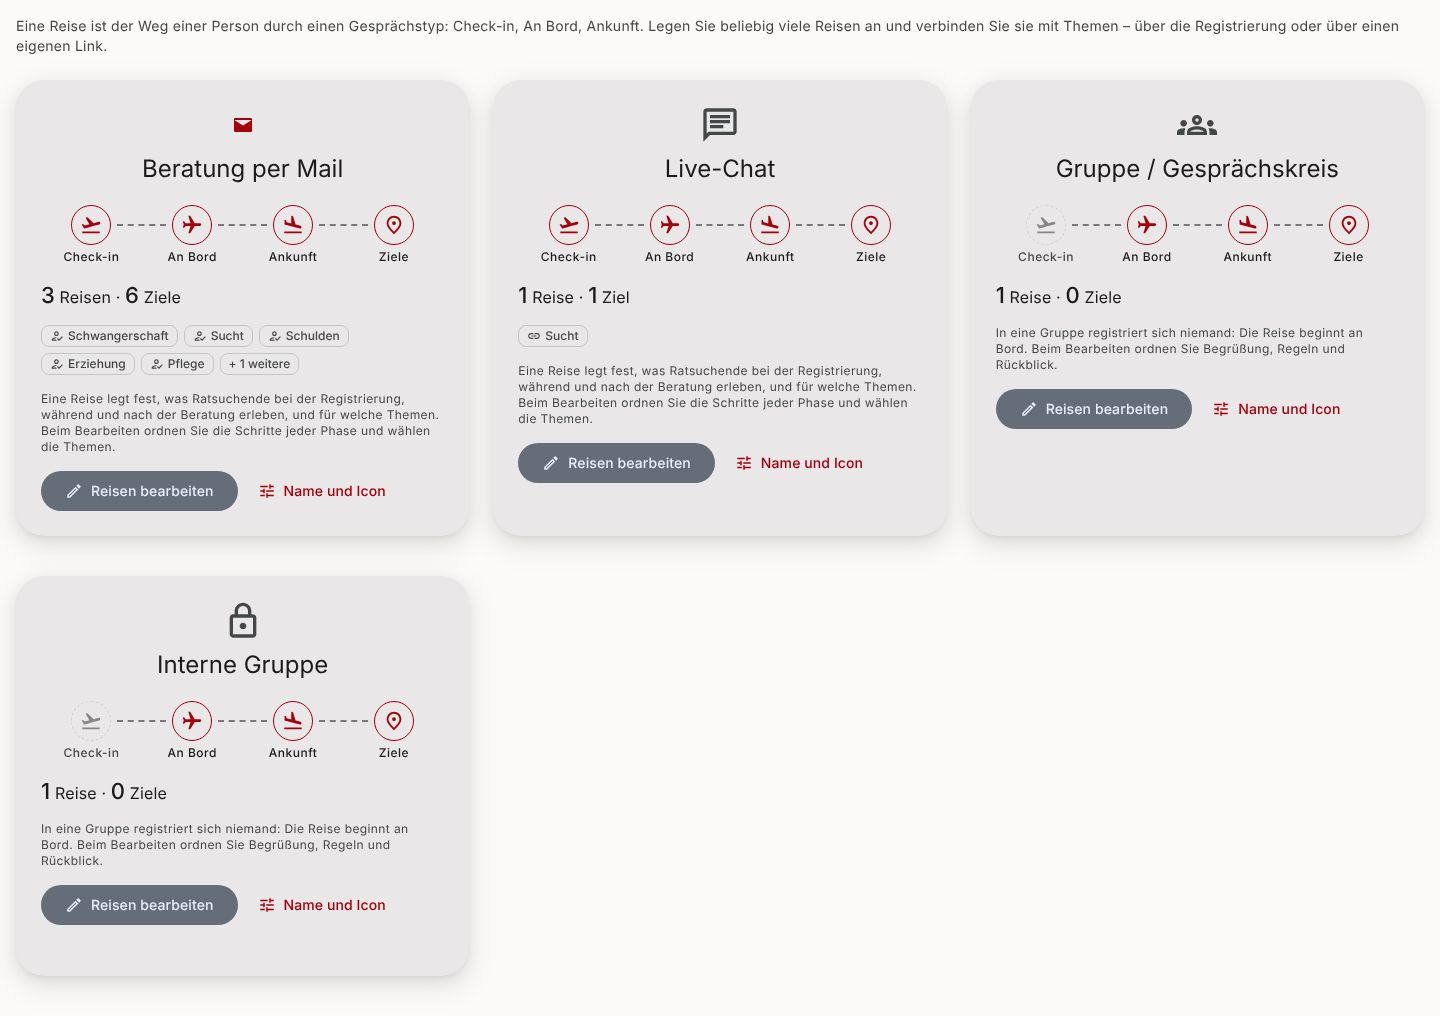 Eine Reise ist der Weg einer Person durch einen Gesprächstyp: Check-in, An Bord, Ankunft. Legen Sie beliebig viele Reisen an und verbinden Sie sie mit Themen – über die Registrierung oder über einen
eigenen Link.
Beratung per Mail
Check-in An Bord Ankunft Ziele
3 Reisen · 6 Ziele
Schwangerschaft Sucht Schulden
Erziehung Pflege + 1 weitere
Eine Reise legt fest, was Ratsuchende bei der Registrierung,
während und nach der Beratung erleben, und für welche Themen.
Beim Bearbeiten ordnen Sie die Schritte jeder Phase und wählen
die Themen.
Reisen bearbeiten Name und Icon
Live-Chat
Check-in An Bord Ankunft Ziele
1 Reise · 1 Ziel
Sucht
Eine Reise legt fest, was Ratsuchende bei der Registrierung,
während und nach der Beratung erleben, und für welche Themen.
Beim Bearbeiten ordnen Sie die Schritte jeder Phase und wählen
die Themen.
Reisen bearbeiten Name und Icon
Gruppe / Gesprächskreis
Check-in An Bord Ankunft Ziele
1 Reise · 0 Ziele
In eine Gruppe registriert sich niemand: Die Reise beginnt an
Bord. Beim Bearbeiten ordnen Sie Begrüßung, Regeln und
Rückblick.
Reisen bearbeiten Name und Icon
Interne Gruppe
Check-in An Bord Ankunft Ziele
1 Reise · 0 Ziele
In eine Gruppe registriert sich niemand: Die Reise beginnt an
Bord. Beim Bearbeiten ordnen Sie Begrüßung, Regeln und
Rückblick.
Reisen bearbeiten Name und Icon